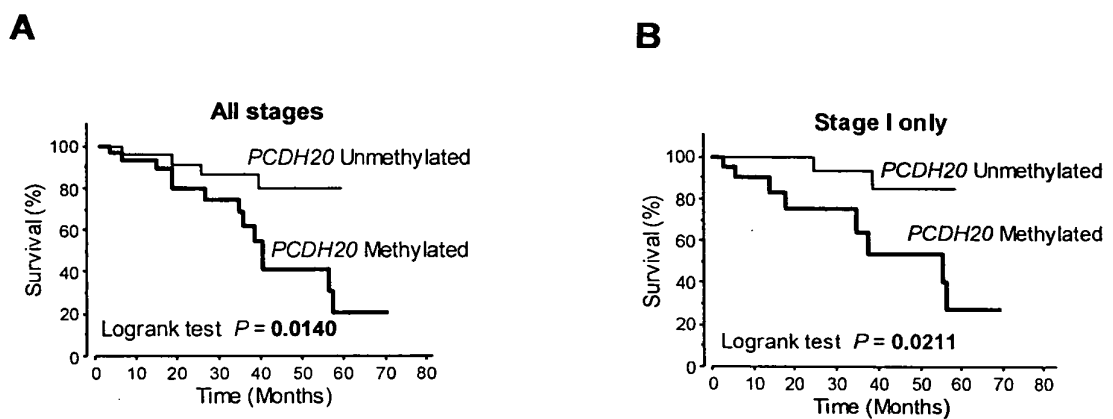 A
All stages
100
80
60
40
20
0
Survival (%)
PCDH20 Unmethylated
PCDH20 Methylated
Logrank test P = 0.0140
0 10 20 30 40 50 60 70 80
Time (Months)
B
Stage I only
100
80
60
40
20
0
Survival (%)
PCDH20 Unmethylated
PCDH20 Methylated
Logrank test P = 0.0211
0 10 20 30 40 50 60 70 80
Time (Months)